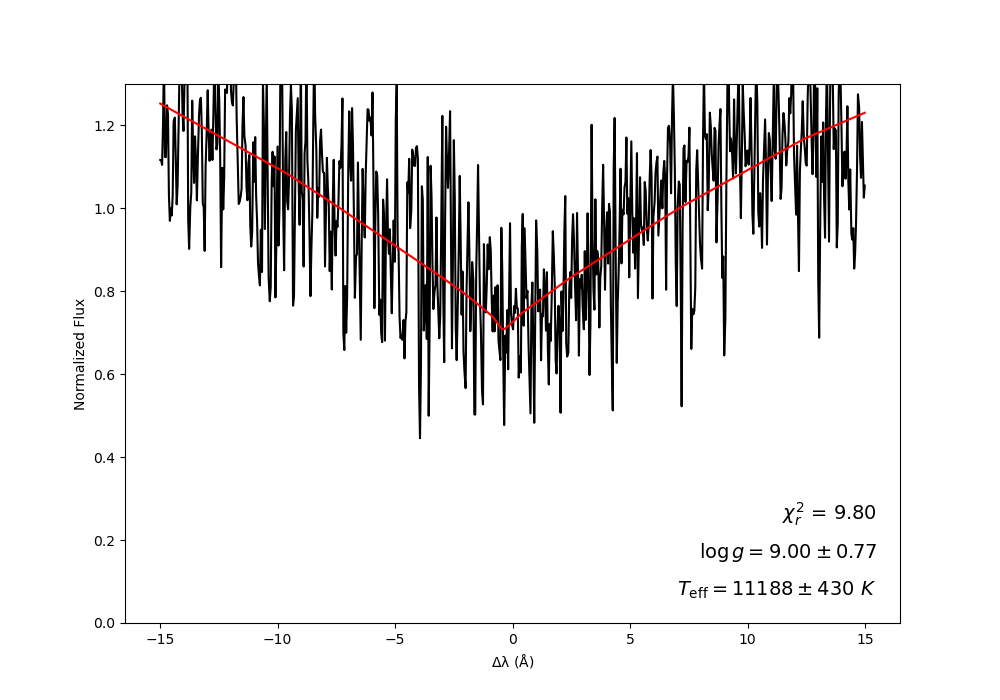 1.2
1.0
0.8
0.6
0.4
0.2
0.0
Normalized Flux
χ²ᵣ = 9.80
log g = 9.00 ± 0.77
T_eff = 11188 ± 430 K
−15 −10 −5 0 5 10 15
Δλ (Å)